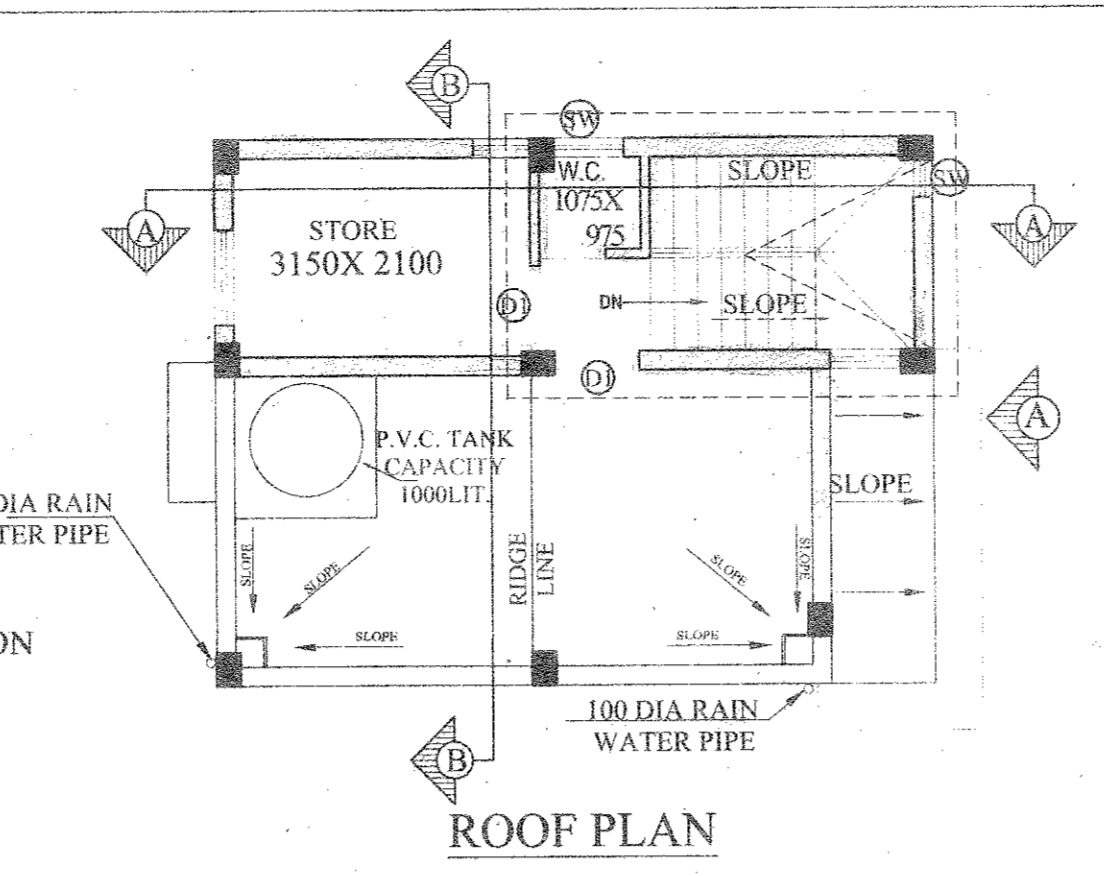 B
SW
W.C.
1075X
975
SLOPE
SW
A
STORE
3150X 2100
A
D1
DN
SLOPE
D1
A
P.V.C. TANK
CAPACITY
1000LIT.
SLOPE
DIA RAIN
TER PIPE
RIDGE
LINE
SLOPE
SLOPE
SLOPE
SLOPE
SLOPE
SLOPE
ON
100 DIA RAIN
WATER PIPE
B
ROOF PLAN